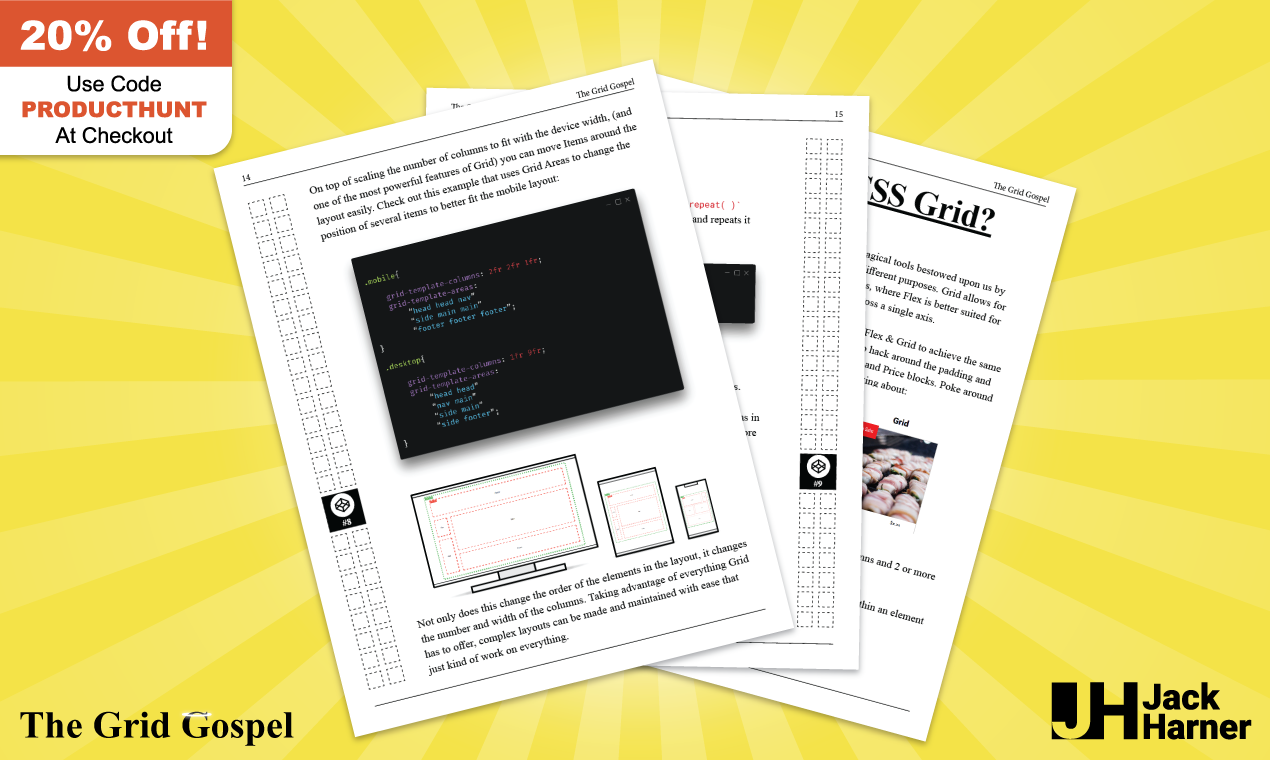 20% Off!
Use Code
PRODUCTHUNT
At Checkout
14
The Grid Gospel
On top of scaling the number of columns to fit with the device width, (and
one of the most powerful features of Grid) you can move Items around the
layout easily. Check out this example that uses Grid Areas to change the
position of several items to better fit the mobile layout:
.mobile{
grid-template-columns: 2fr 2fr 1fr;
grid-template-areas:
"head head nav"
"side main main"
"footer footer footer";
}
.desktop{
grid-template-columns: 1fr 9fr;
grid-template-areas:
"head head"
"nav main"
"side main"
"side footer";
}
#8
Not only does this change the order of the elements in the layout, it changes
the number and width of the columns. Taking advantage of everything Grid
has to offer, complex layouts can be made and maintained with ease that
just kind of work on everything.
15
repeat( )`
and repeats it
s.
as in
ore
#9
The Grid Gospel
CSS Grid?
agical tools bestowed upon us by
ifferent purposes. Grid allows for
s, where Flex is better suited for
oss a single axis.
Flex & Grid to achieve the same
hack around the padding and
and Price blocks. Poke around
ing about:
Grid
mns and 2 or more
thin an element
The Grid Gospel
JH Jack
Harner